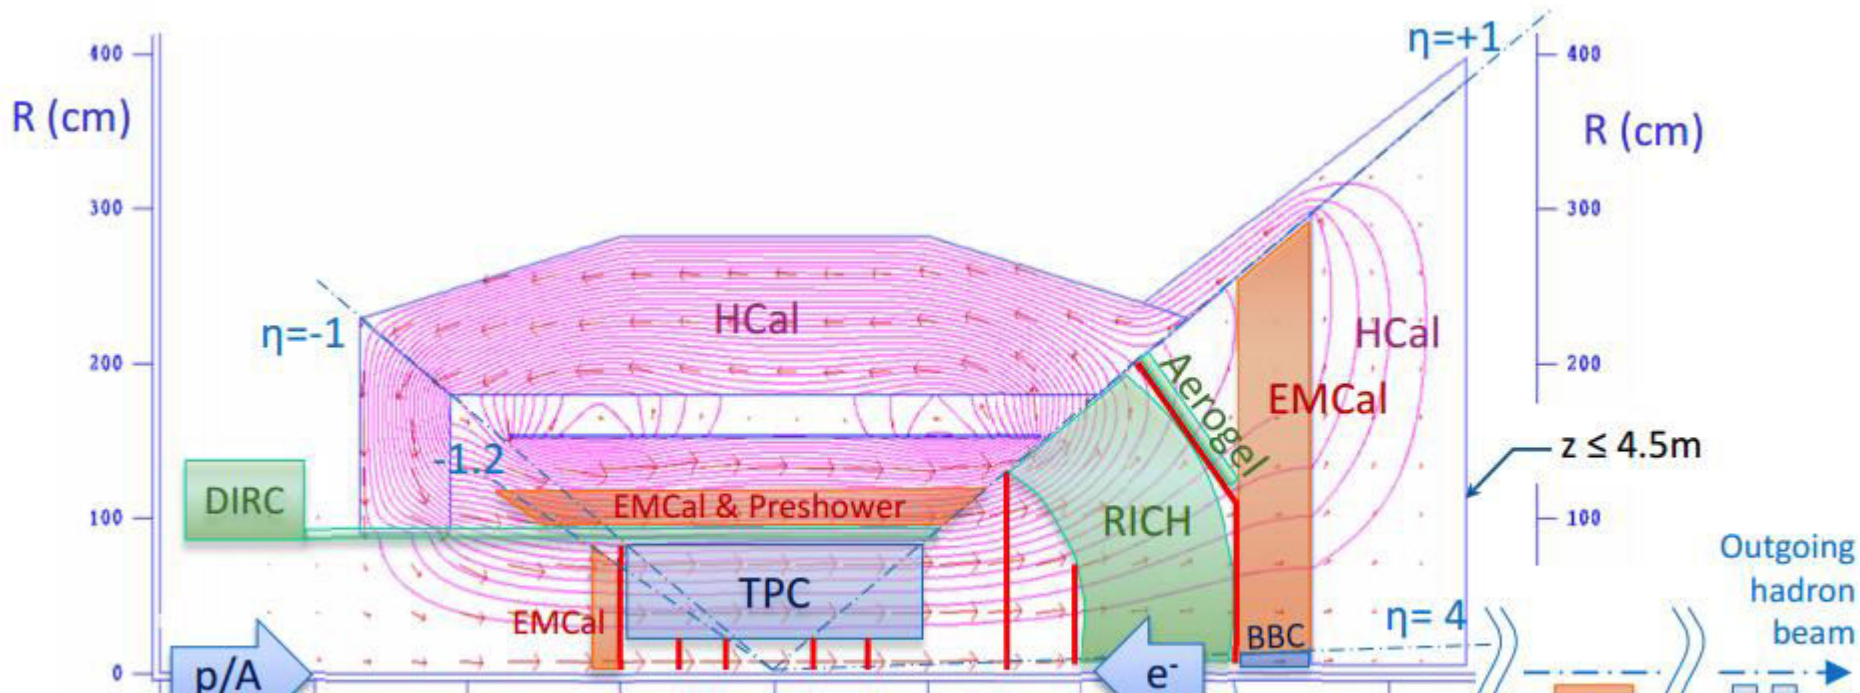 400
η=+1
400
R (cm)
R (cm)
300
300
HCal
η=-1
HCal
200
Aerogel
200
EMCal
z ≤ 4.5m
-1.2
DIRC
EMCal & Preshower
100
RICH
100
Outgoing
hadron
beam
TPC
EMCal
η= 4
BBC
0
p/A
e-